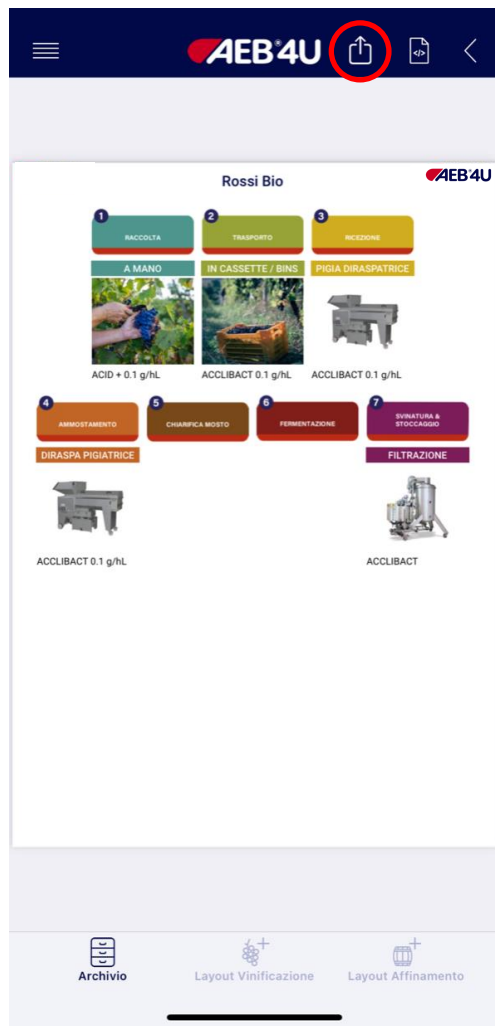 AEB®4U
</>
Rossi Bio
AEB®4U
1
2
3
RACCOLTA
TRASPORTO
RICEZIONE
A MANO
IN CASSETTE / BINS
PIGIA DIRASPATRICE
ACID + 0.1 g/hL
ACCLIBACT 0.1 g/hL
ACCLIBACT 0.1 g/hL
4
5
6
7
AMMOSTAMENTO
CHIARIFICA MOSTO
FERMENTAZIONE
SVINATURA &
STOCCAGGIO
DIRASPA PIGIATRICE
FILTRAZIONE
ACCLIBACT 0.1 g/hL
ACCLIBACT
Archivio
Layout Vinificazione
Layout Affinamento